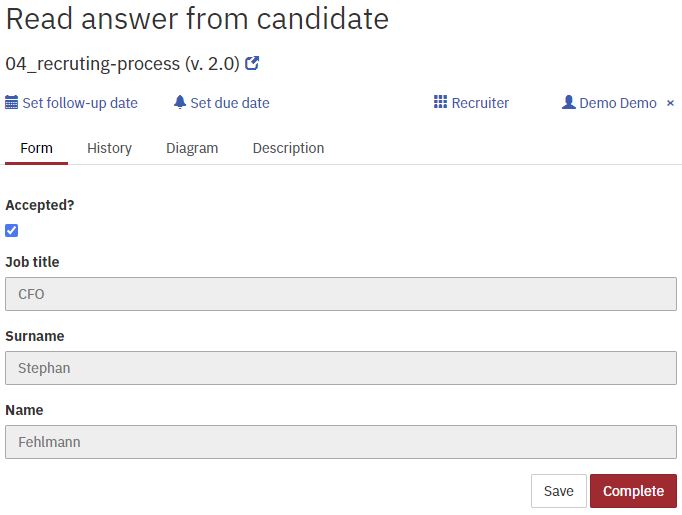 Read answer from candidate
04_recruting-process (v. 2.0)
Set follow-up date Set due date Recruiter Demo Demo ×
Form History Diagram Description
Accepted?
Job title
CFO
Surname
Stephan
Name
Fehlmann
Save Complete